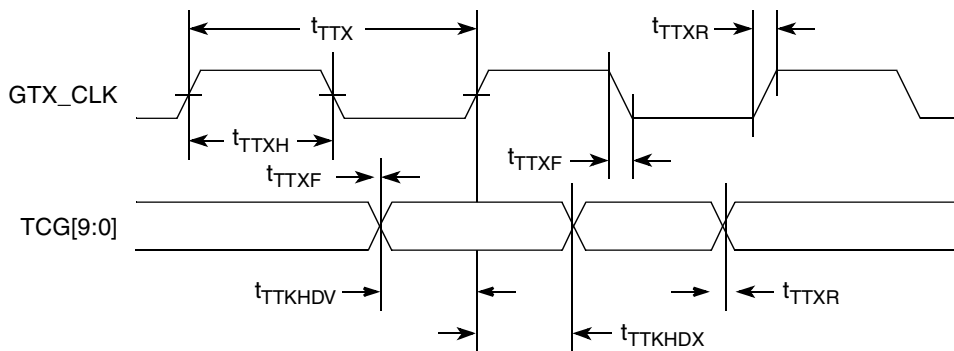 tTTX
tTTXR
GTX_CLK
tTTXH
tTTXF
tTTXF
TCG[9:0]
tTTKHDV
tTTXR
tTTKHDX